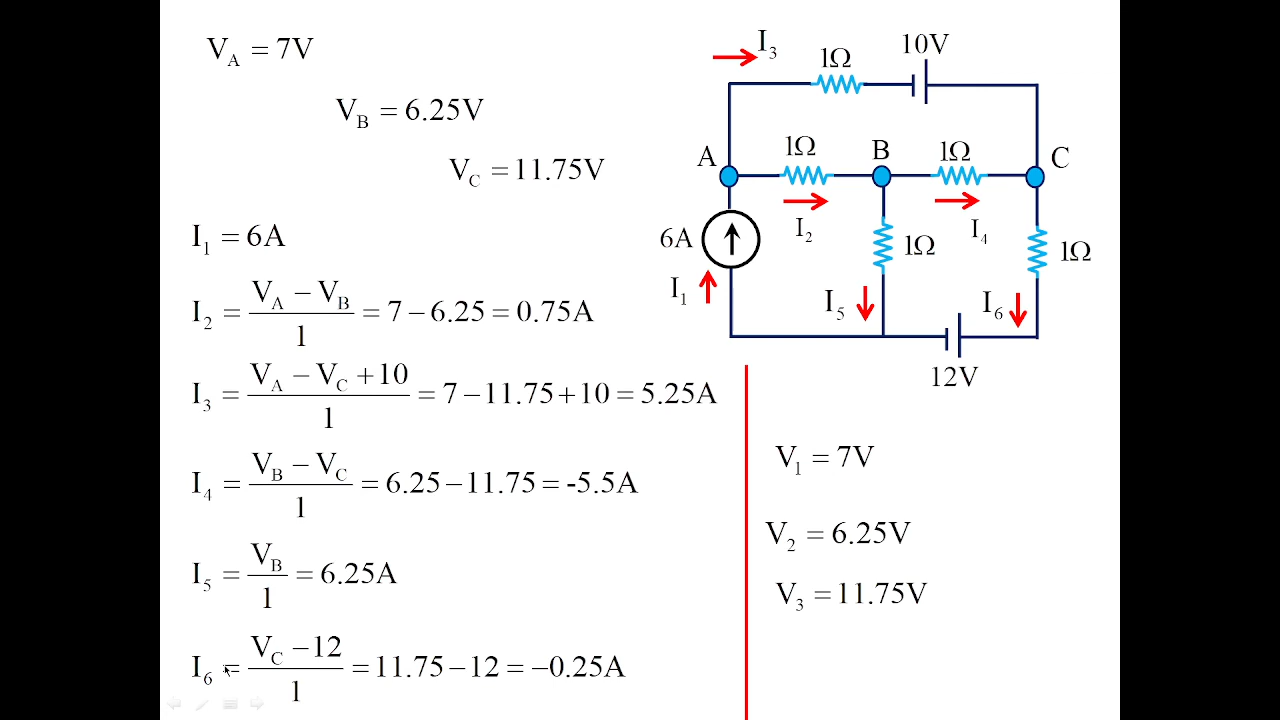 V_A = 7V
V_B = 6.25V
V_C = 11.75V
I_1 = 6A
I_2 = (V_A − V_B)/1 = 7 − 6.25 = 0.75A
I_3 = (V_A − V_C + 10)/1 = 7 − 11.75 + 10 = 5.25A
I_4 = (V_B − V_C)/1 = 6.25 − 11.75 = -5.5A
I_5 = V_B/1 = 6.25A
I_6 = (V_C − 12)/1 = 11.75 − 12 = −0.25A
I_3
1Ω
10V
A
1Ω
B
1Ω
C
I_2
I_4
6A
1Ω
1Ω
I_1
I_5
I_6
12V
V_1 = 7V
V_2 = 6.25V
V_3 = 11.75V